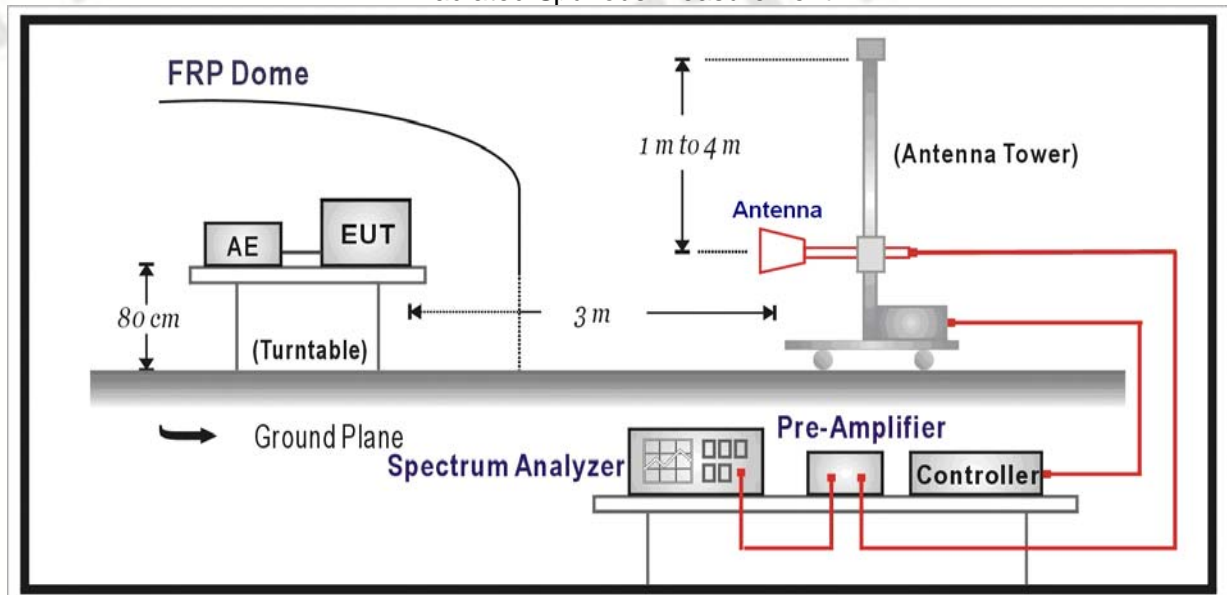 FRP Dome
1 m to 4 m
(Antenna Tower)
Antenna
AE
EUT
80 cm
3 m
(Turntable)
Ground Plane
Pre-Amplifier
Spectrum Analyzer
Controller